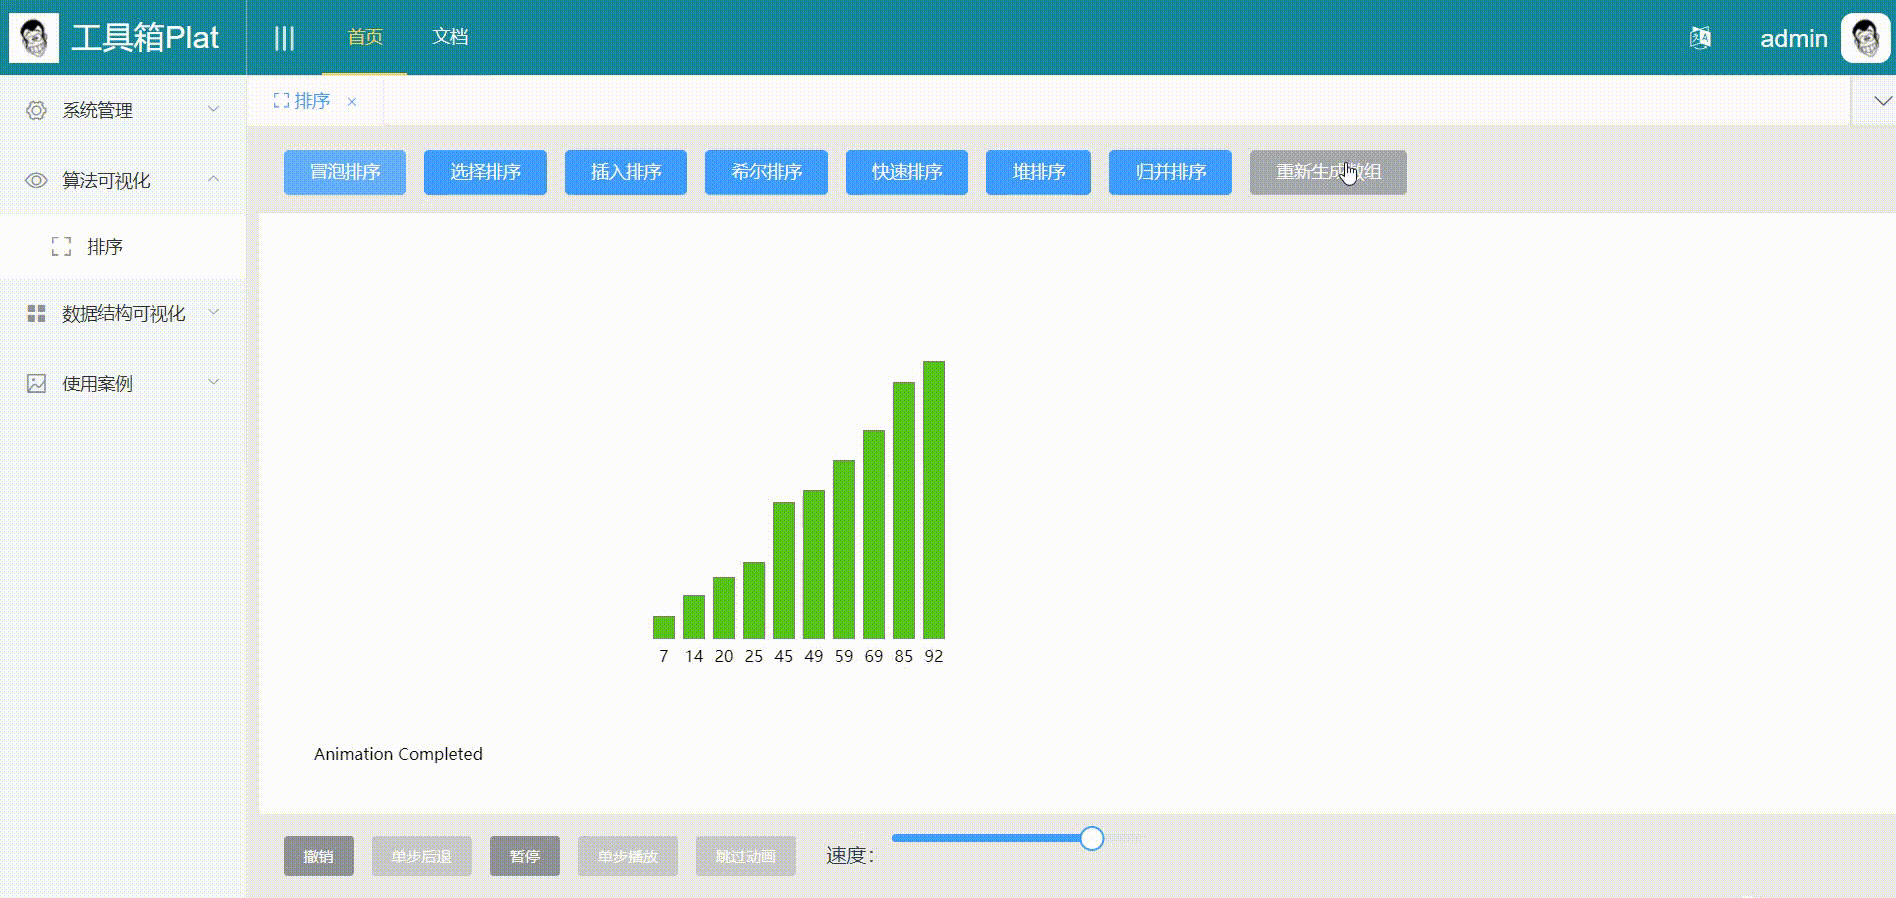 工具箱Plat
首页
文档
admin
系统管理
算法可视化
排序
数据结构可视化
使用案例
排序 ×
冒泡排序
选择排序
插入排序
希尔排序
快速排序
堆排序
归并排序
重新生成数组
7 14 20 25 45 49 59 69 85 92
Animation Completed
撤销
单步后退
暂停
单步播放
跳过动画
速度：